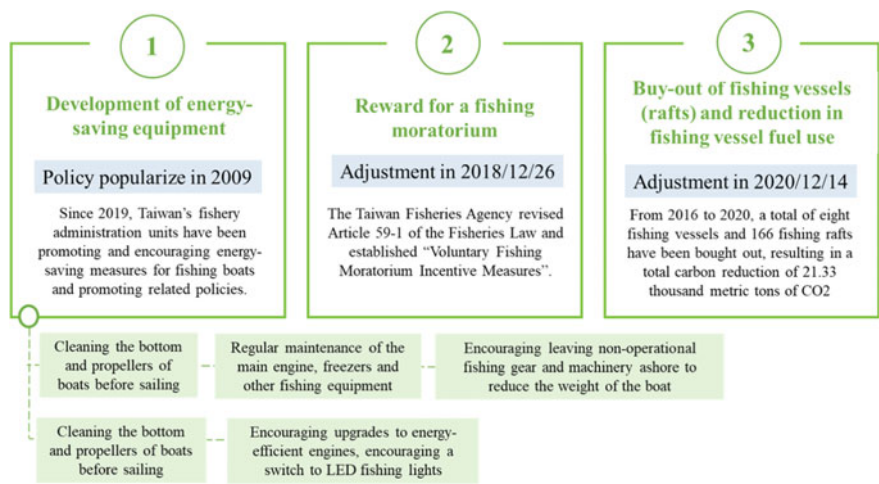 1
Development of energy-
saving equipment
Policy popularize in 2009
Since 2019, Taiwan's fishery
administration units have been
promoting and encouraging energy-
saving measures for fishing boats
and promoting related policies.
2
Reward for a fishing
moratorium
Adjustment in 2018/12/26
The Taiwan Fisheries Agency revised
Article 59-1 of the Fisheries Law and
established “Voluntary Fishing
Moratorium Incentive Measures”.
3
Buy-out of fishing vessels
(rafts) and reduction in
fishing vessel fuel use
Adjustment in 2020/12/14
From 2016 to 2020, a total of eight
fishing vessels and 166 fishing rafts
have been bought out, resulting in a
total carbon reduction of 21.33
thousand metric tons of CO2
Cleaning the bottom
and propellers of
boats before sailing
Regular maintenance of the
main engine, freezers and
other fishing equipment
Encouraging leaving non-operational
fishing gear and machinery ashore to
reduce the weight of the boat
Cleaning the bottom
and propellers of boats
before sailing
Encouraging upgrades to energy-
efficient engines, encouraging a
switch to LED fishing lights